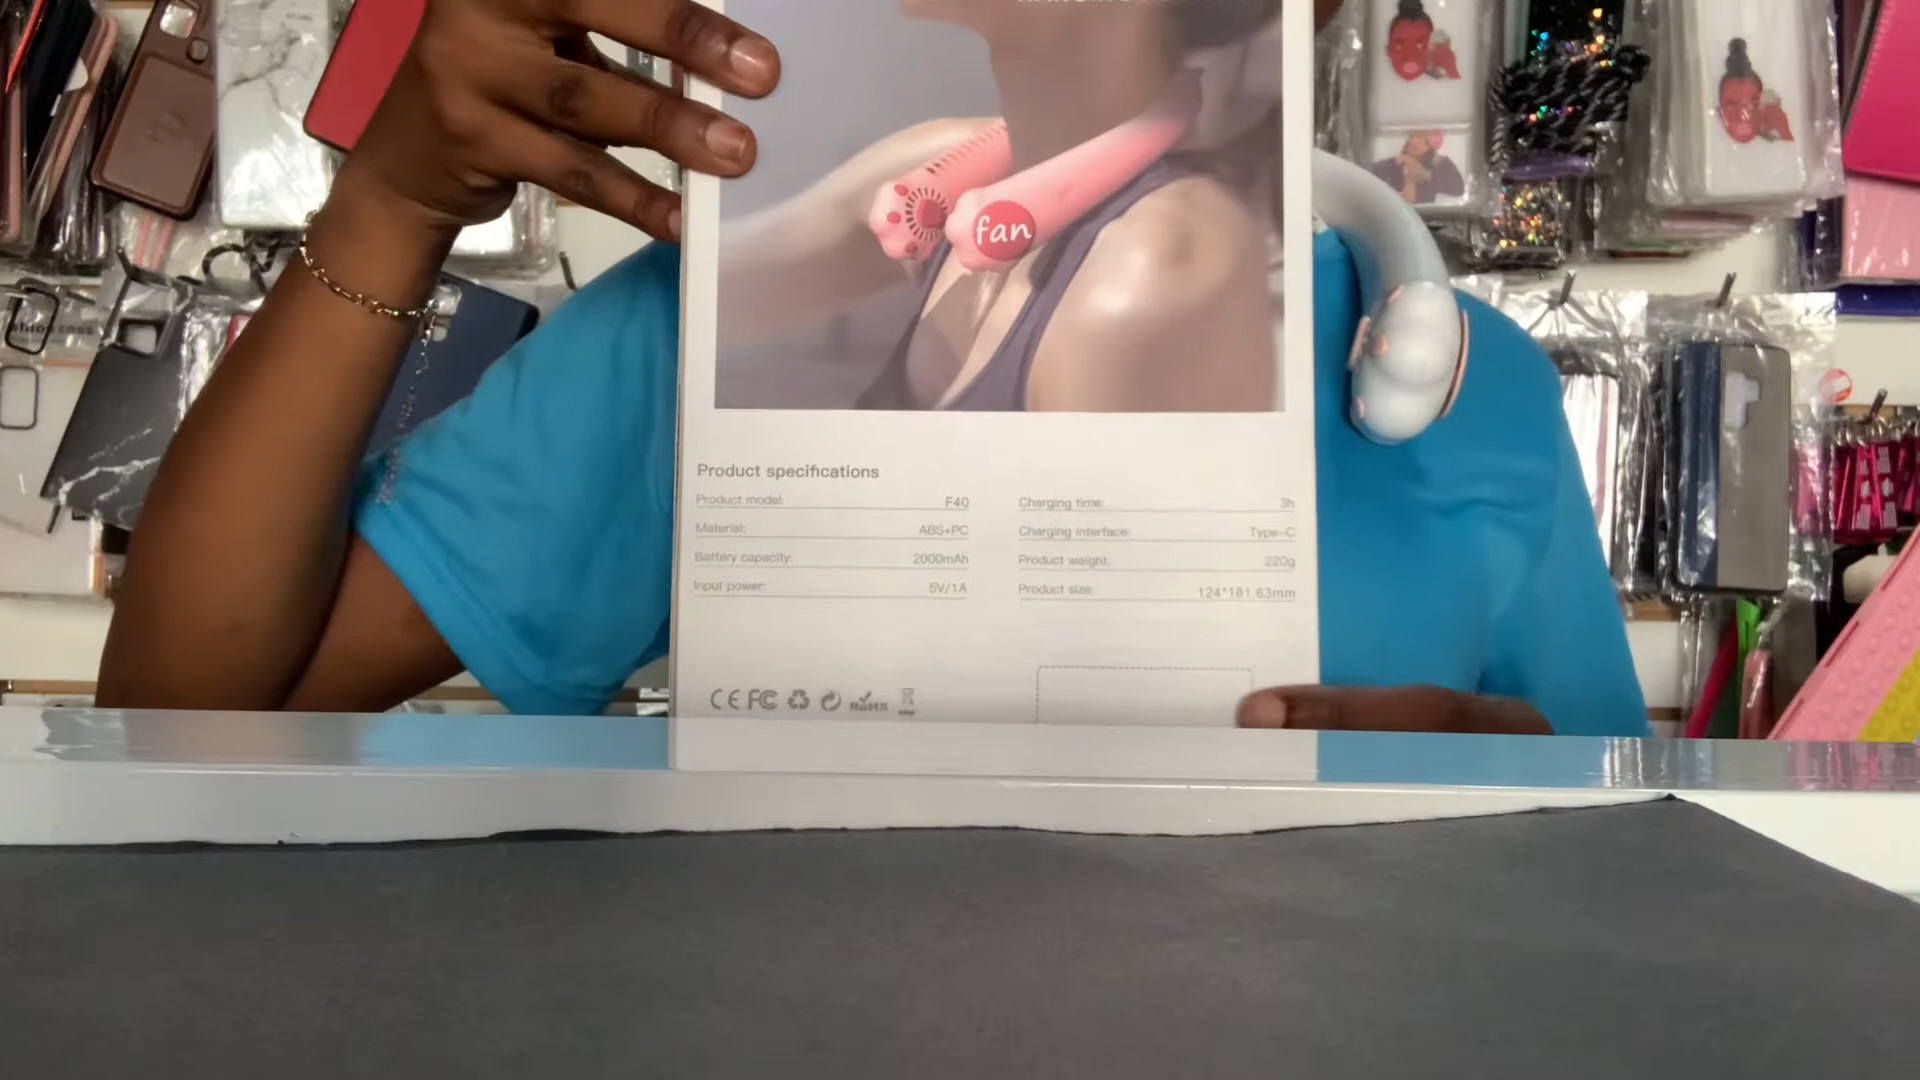 fan
Product specifications
Product model: F40
Material: ABS+PC
Battery capacity: 2000mAh
Input power: 5V/1A
Charging time: 3h
Charging interface: Type-C
Product weight: 220g
Product size: 124*181.63mm
CE FC RoHS